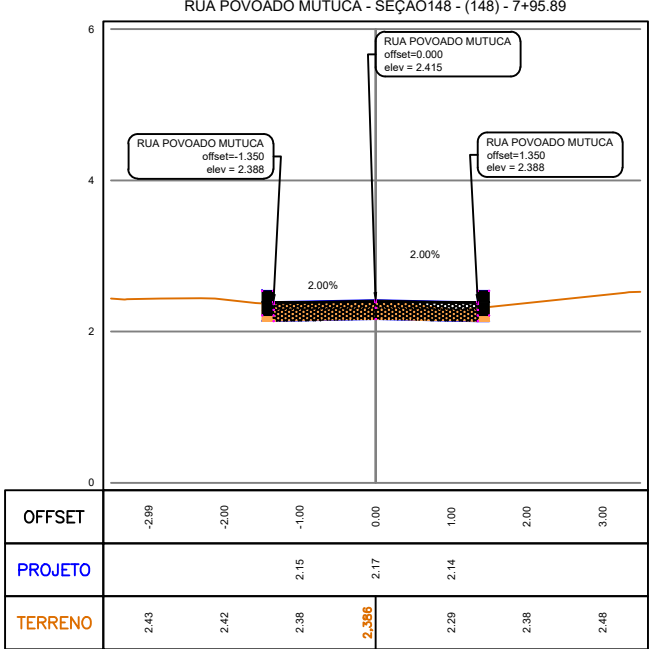 RUA POVOADO MUTUCA - SEÇÃO148 - (148) - 7+95.89
6
RUA POVOADO MUTUCA
offset=0.000
elev = 2.415
RUA POVOADO MUTUCA
offset=-1.350
elev = 2.388
RUA POVOADO MUTUCA
offset=1.350
elev = 2.388
4
2.00%
2.00%
2
0
OFFSET -2.99 -2.00 -1.00 0.00 1.00 2.00 3.00
PROJETO 2.15 2.17 2.14
TERRENO 2.43 2.42 2.38 2,386 2.29 2.38 2.48